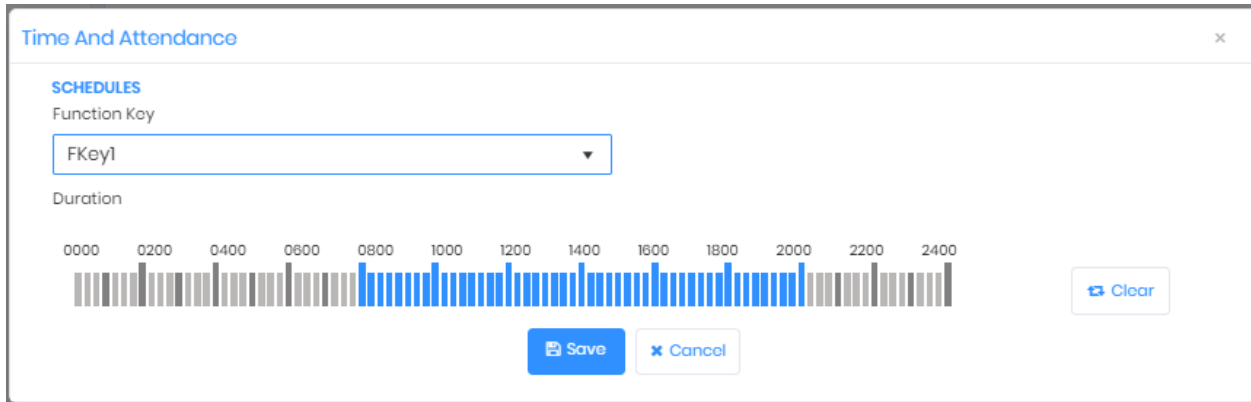 Time And Attendance ×
SCHEDULES
Function Key
FKey1
Duration
0000 0200 0400 0600 0800 1000 1200 1400 1600 1800 2000 2200 2400
Clear
Save Cancel